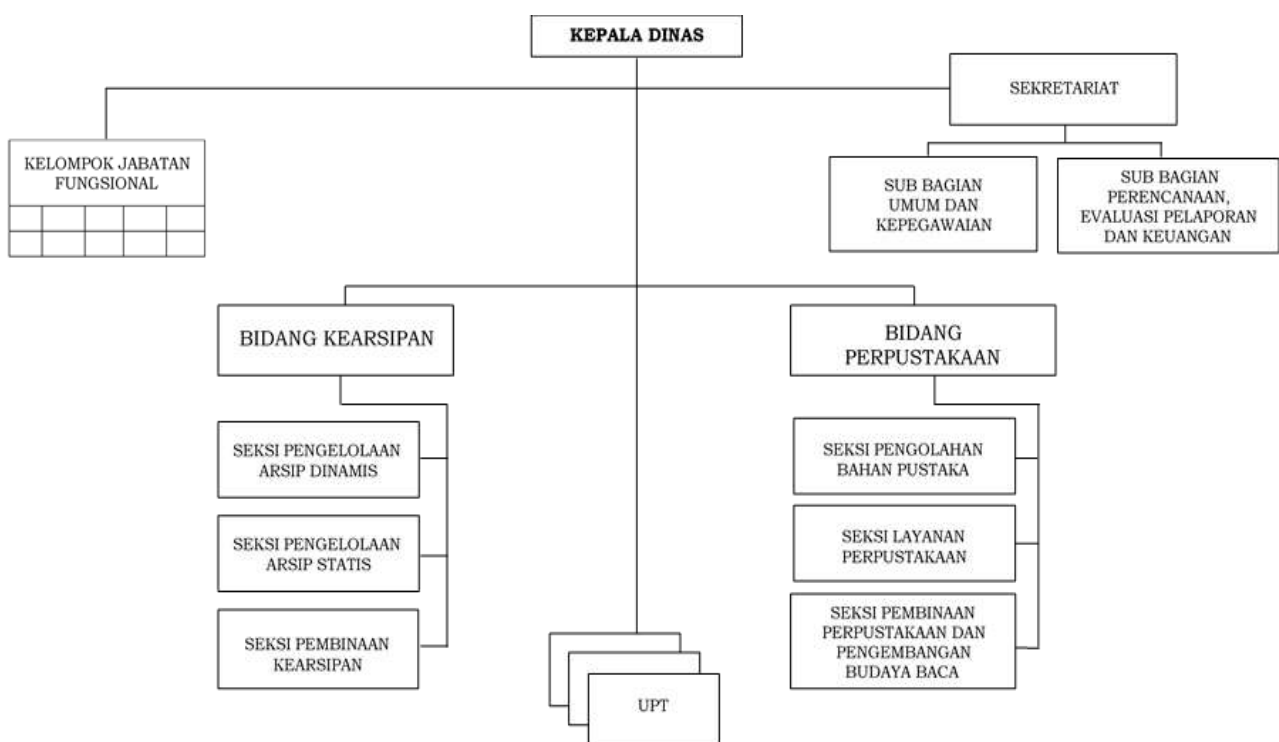 KEPALA DINAS
SEKRETARIAT
KELOMPOK JABATAN
FUNGSIONAL
SUB BAGIAN
UMUM DAN
KEPEGAWAIAN
SUB BAGIAN
PERENCANAAN,
EVALUASI PELAPORAN
DAN KEUANGAN
BIDANG KEARSIPAN
BIDANG
PERPUSTAKAAN
SEKSI PENGELOLAAN
ARSIP DINAMIS
SEKSI PENGELOLAAN
ARSIP STATIS
SEKSI PEMBINAAN
KEARSIPAN
SEKSI PENGOLAHAN
BAHAN PUSTAKA
SEKSI LAYANAN
PERPUSTAKAAN
SEKSI PEMBINAAN
PERPUSTAKAAN DAN
PENGEMBANGAN
BUDAYA BACA
UPT